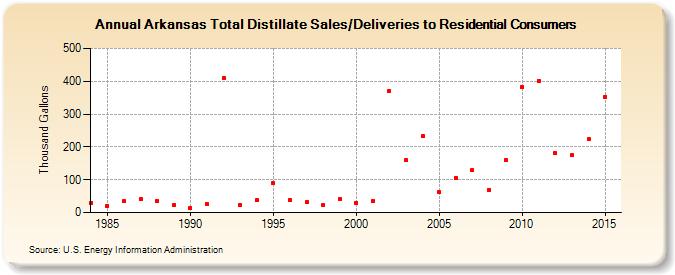 Annual Arkansas Total Distillate Sales/Deliveries to Residential Consumers
Thousand Gallons
500
400
300
200
100
0
1985 1990 1995 2000 2005 2010 2015
Source: U.S. Energy Information Administration